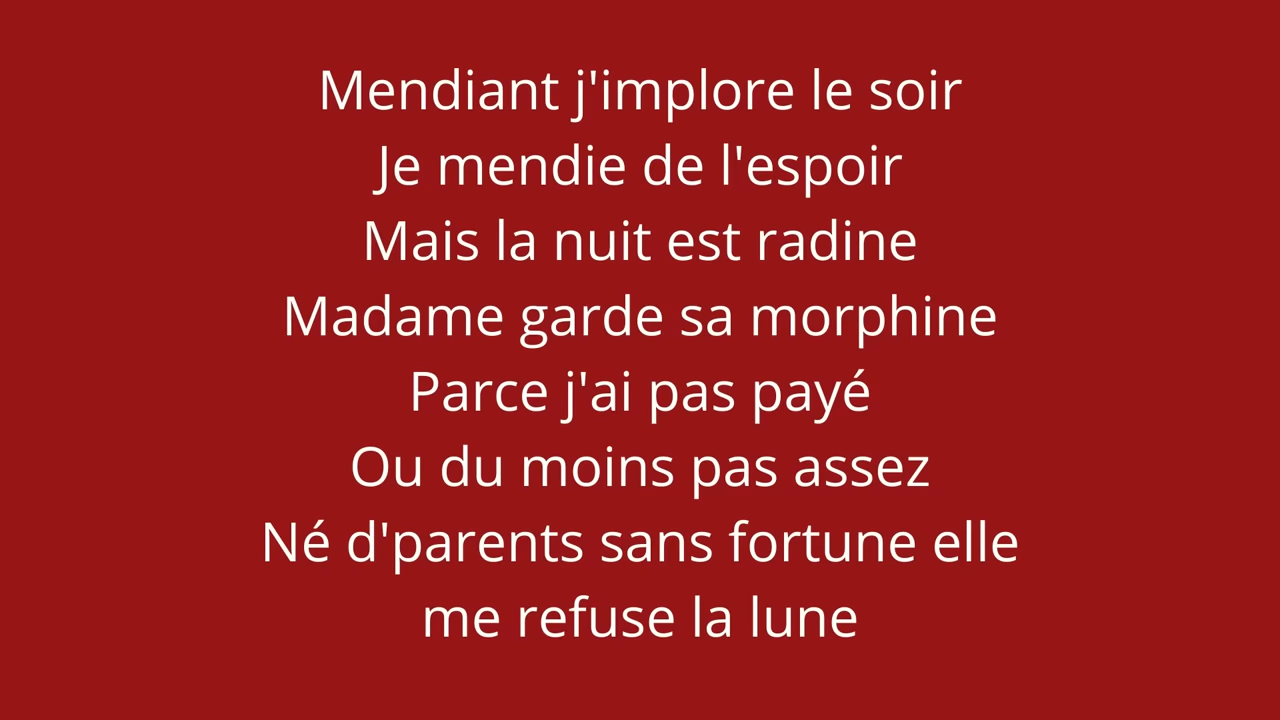 Mendiant j'implore le soir
Je mendie de l'espoir
Mais la nuit est radine
Madame garde sa morphine
Parce j'ai pas payé
Ou du moins pas assez
Né d'parents sans fortune elle
me refuse la lune